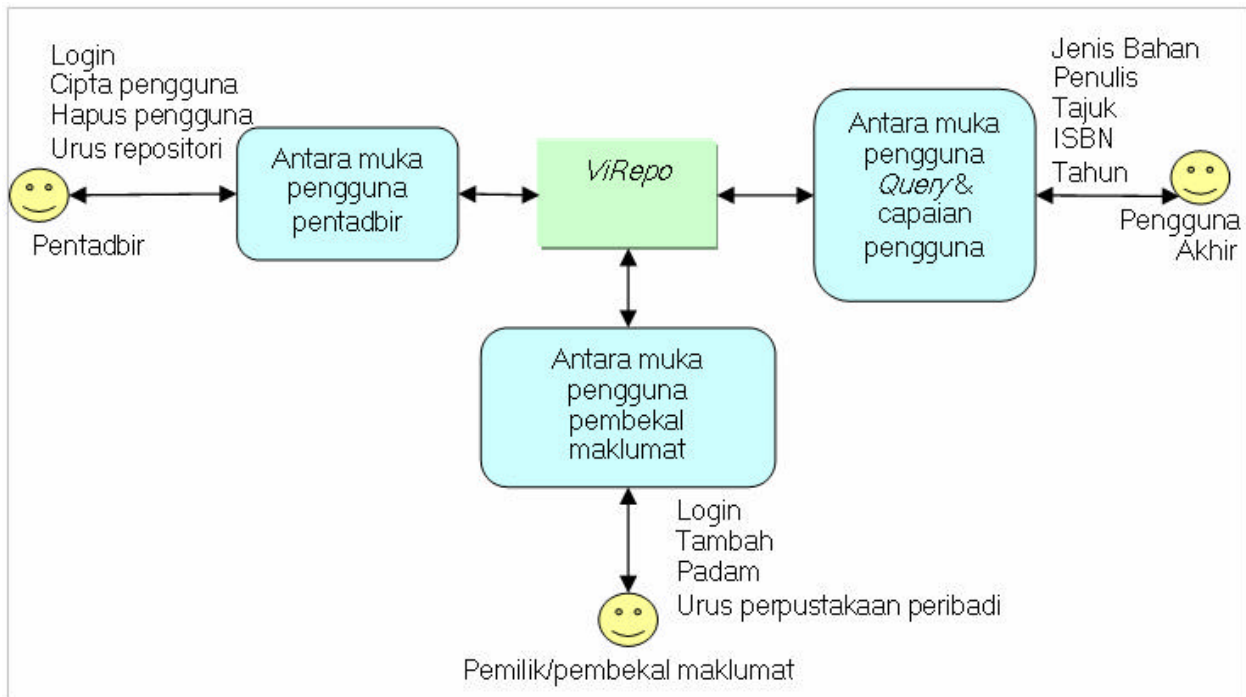 Login
Cipta pengguna
Hapus pengguna
Urus repositori
Pentadbir
Antara muka
pengguna
pentadbir
ViRepo
Antara muka
pengguna
Query &
capaian
pengguna
Jenis Bahan
Penulis
Tajuk
ISBN
Tahun
Pengguna
Akhir
Antara muka
pengguna
pembekal
maklumat
Login
Tambah
Padam
Urus perpustakaan peribadi
Pemilik/pembekal maklumat